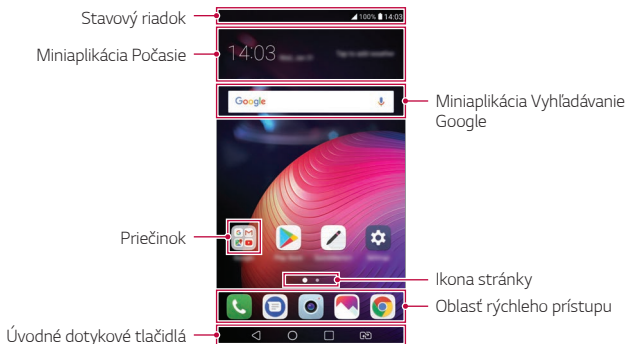 Stavový riadok
100% 14:03
Miniaplikácia Počasie
14:03
Google
Miniaplikácia Vyhľadávanie
Google
Priečinok
Ikona stránky
Oblasť rýchleho prístupu
Úvodné dotykové tlačidlá